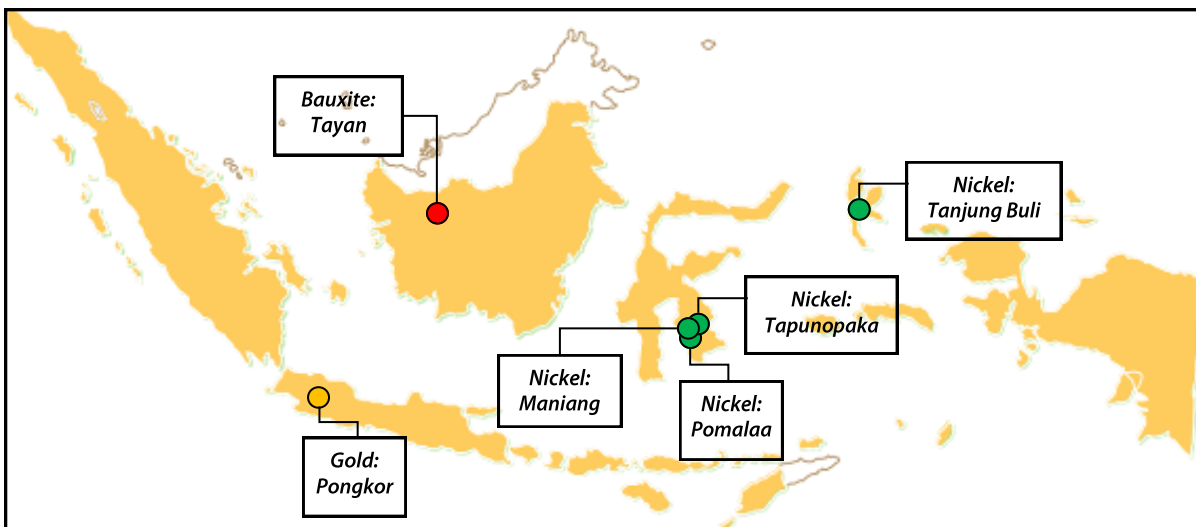 Bauxite:
Tayan
Nickel:
Tanjung Buli
Nickel:
Tapunopaka
Nickel:
Maniang
Nickel:
Pomalaa
Gold:
Pongkor